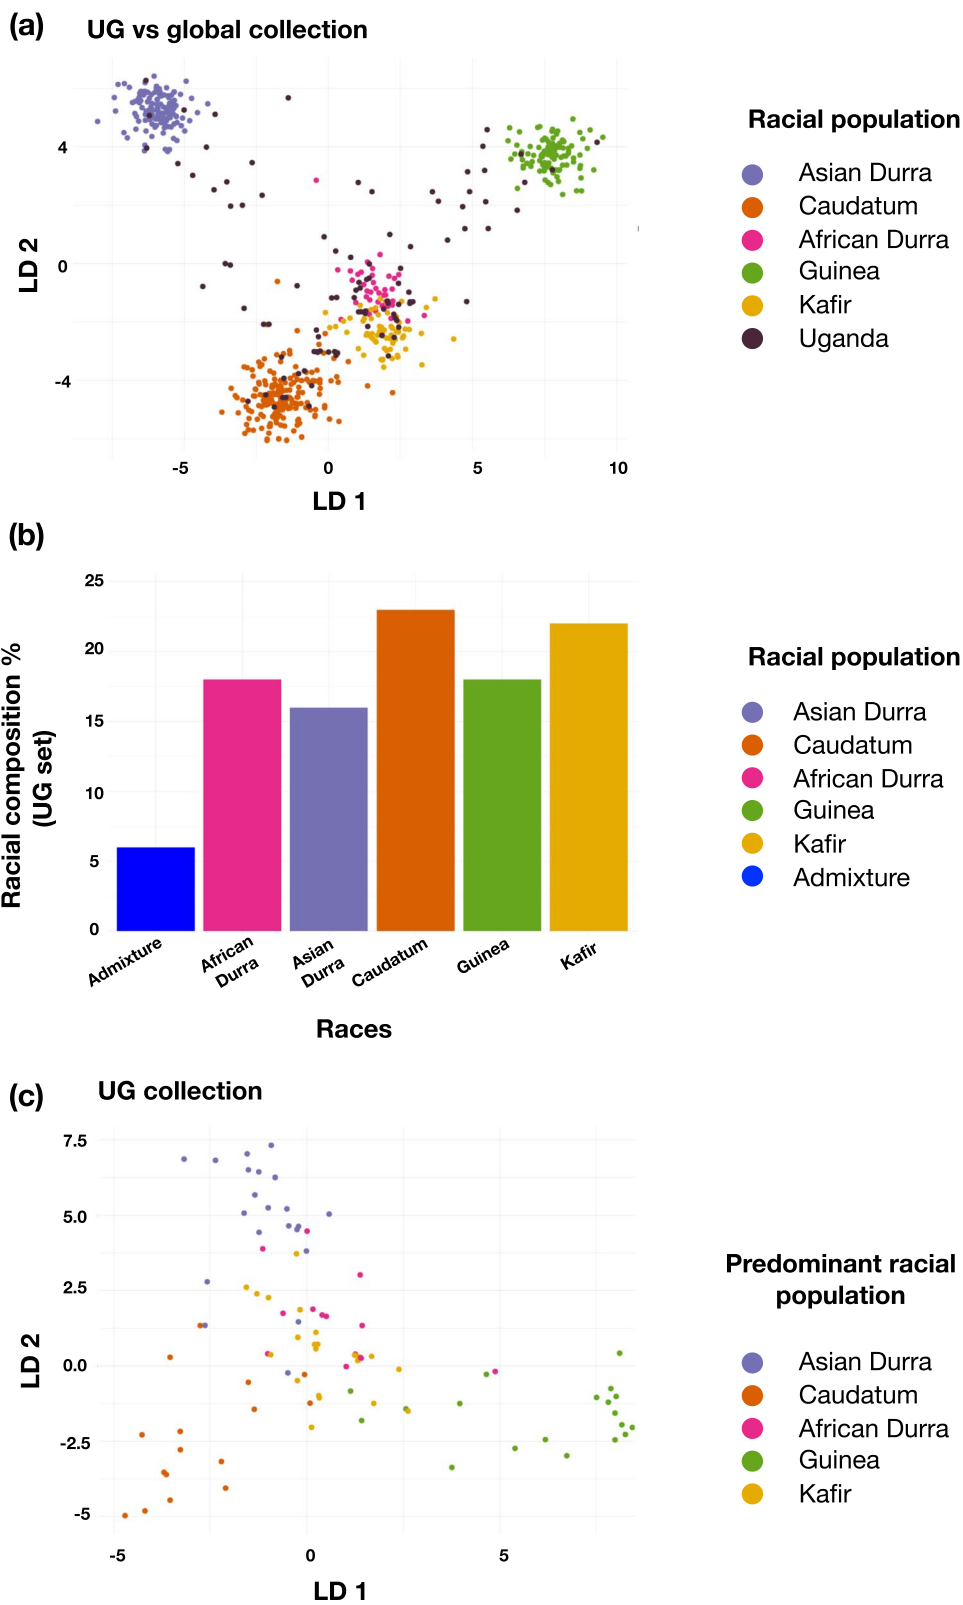 (a)
UG vs global collection
LD 2
4
0
-4
-5
0
5
10
LD 1
Racial population
Asian Durra
Caudatum
African Durra
Guinea
Kafir
Uganda
(b)
Racial composition %
(UG set)
25
20
15
10
5
0
Admixture
African
Durra
Asian
Durra
Caudatum
Guinea
Kafir
Races
Racial population
Asian Durra
Caudatum
African Durra
Guinea
Kafir
Admixture
(c)
UG collection
LD 2
7.5
5.0
2.5
0.0
-2.5
-5
-5
0
5
LD 1
Predominant racial
population
Asian Durra
Caudatum
African Durra
Guinea
Kafir